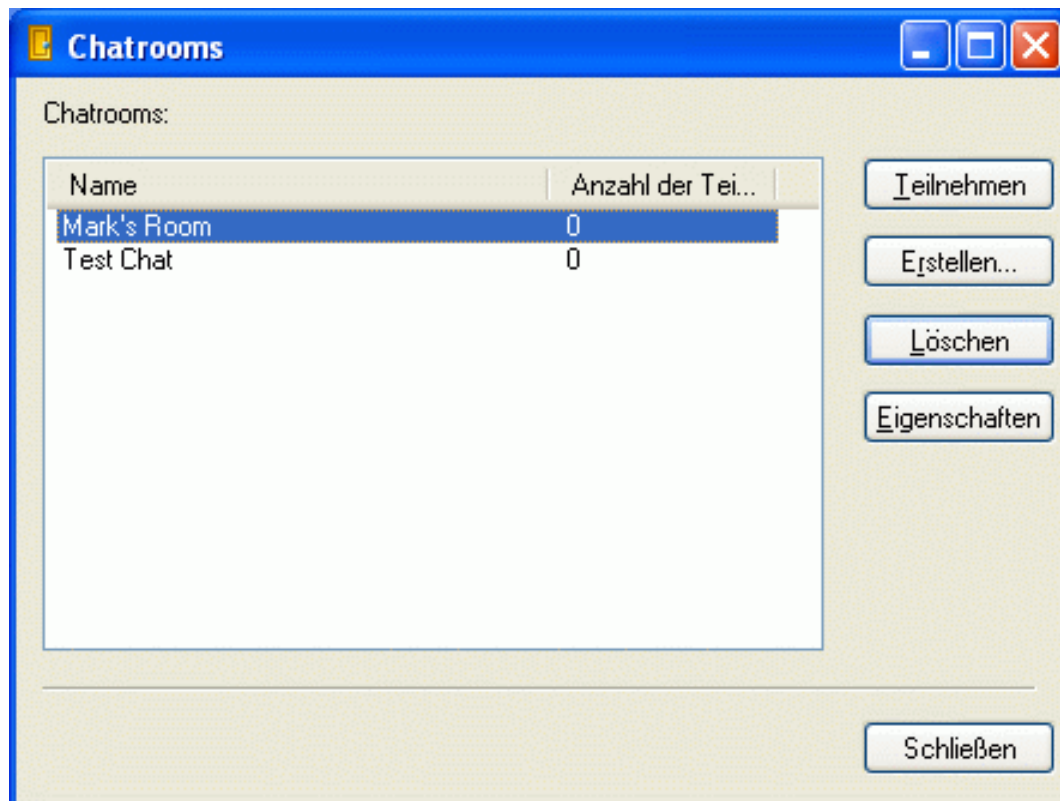 Chatrooms
Chatrooms:
Name Anzahl der Tei...
Mark's Room 0
Test Chat 0
Teilnehmen
Erstellen...
Löschen
Eigenschaften
Schließen